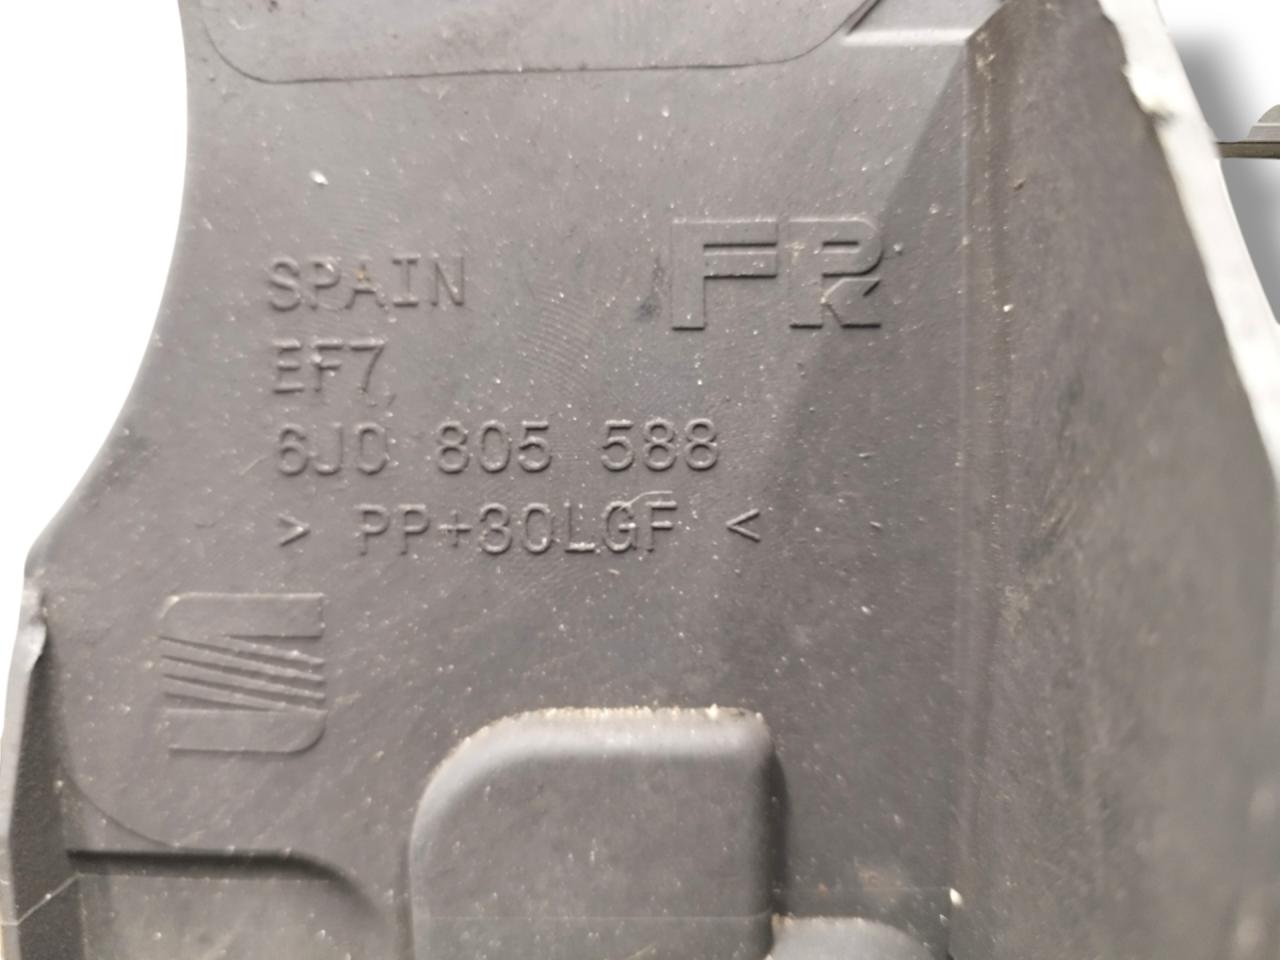 SPAIN
FR
EF7
6J0 805 588
> PP+30LGF <